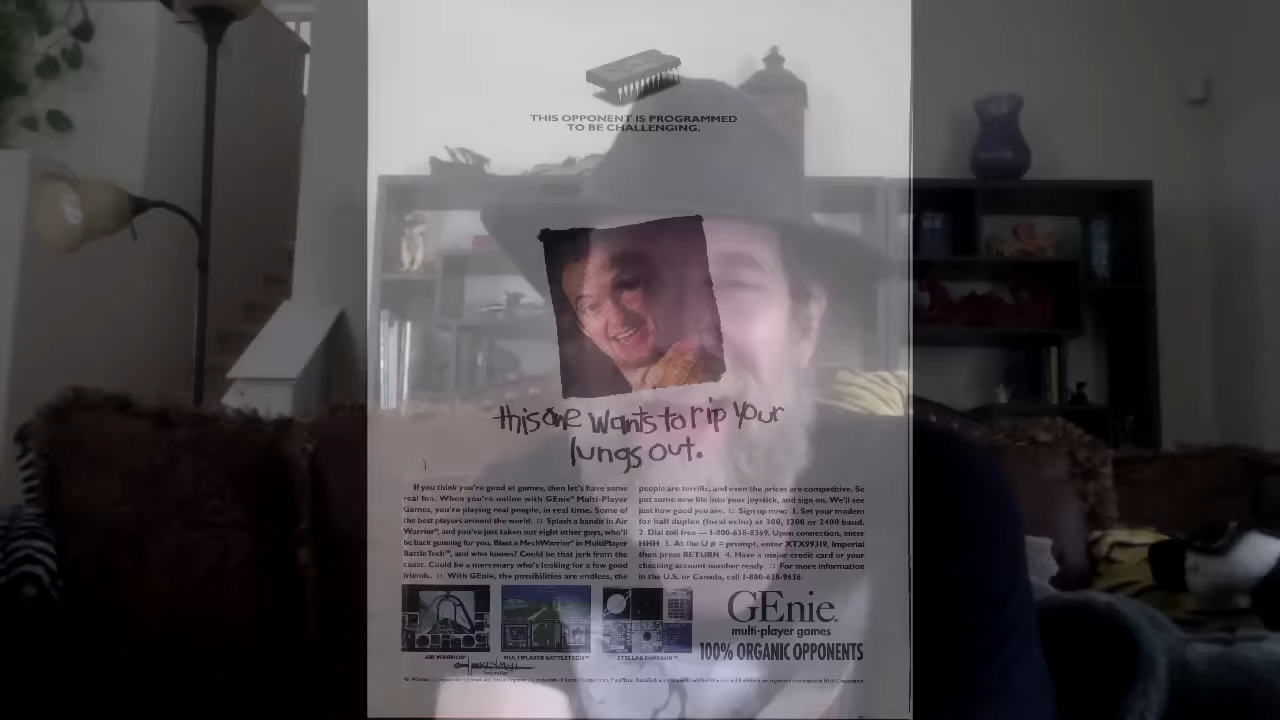 THIS OPPONENT IS PROGRAMMED
TO BE CHALLENGING.
this one wants to rip your
lungs out.
If you think you're good at games, then let's have some
real fun. When you're online with GEnie® Multi-Player
Games, you're playing real people, in real time. Some of
the best players around the world. □ Splash a bandit in Air
Warrior™, and you've just taken out eight other guys, who'll
be back gunning for you. Blast a MechWarrior® in MultiPlayer
BattleTech™, and who knows? Could be that jerk from the
coast. Could be a mercenary who's looking for a few good
friends. □ With GEnie, the possibilities are endless, the
people are terrific, and even the prices are competitive. So
put some new life into your joystick, and sign on. We'll see
just how good you are. □ Sign up now: 1. Set your modem
for half duplex (local echo) at 300, 1200 or 2400 baud.
2. Dial toll free — 1-800-638-8369. Upon connection, enter
HHH 3. At the U # = prompt, enter XTX99319, Imperial
then press RETURN 4. Have a major credit card or your
checking account number ready. □ For more information
in the U.S. or Canada, call 1-800-638-9636.
AIR WARRIOR™
MULTIPLAYER BATTLETECH™
STELLAR EMPEROR™
GEnie®
multi-player games
100% ORGANIC OPPONENTS